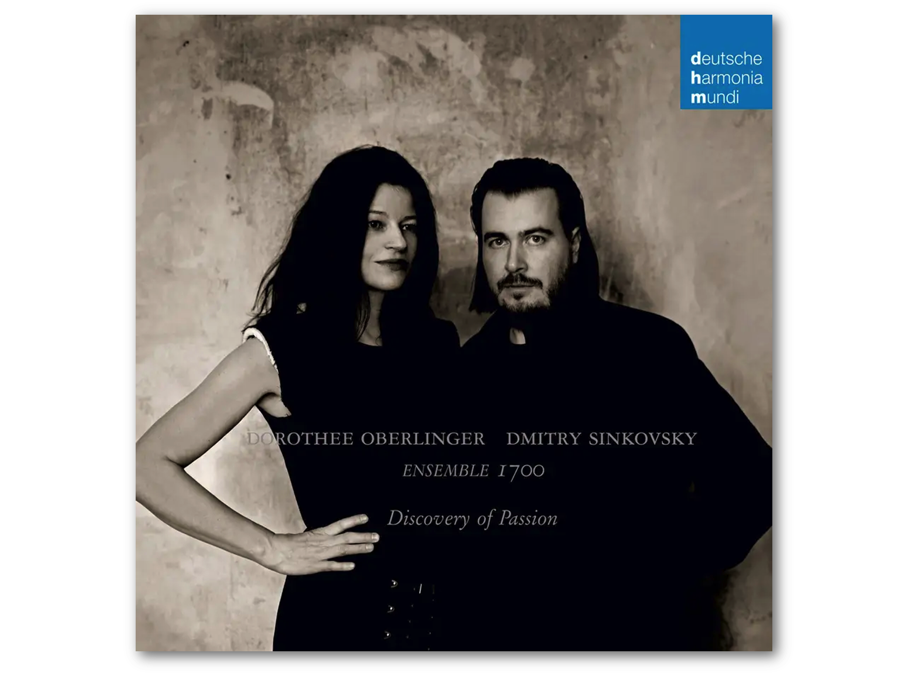 deutsche
harmonia
mundi
DOROTHEE OBERLINGER DMITRY SINKOVSKY
ENSEMBLE 1700
Discovery of Passion